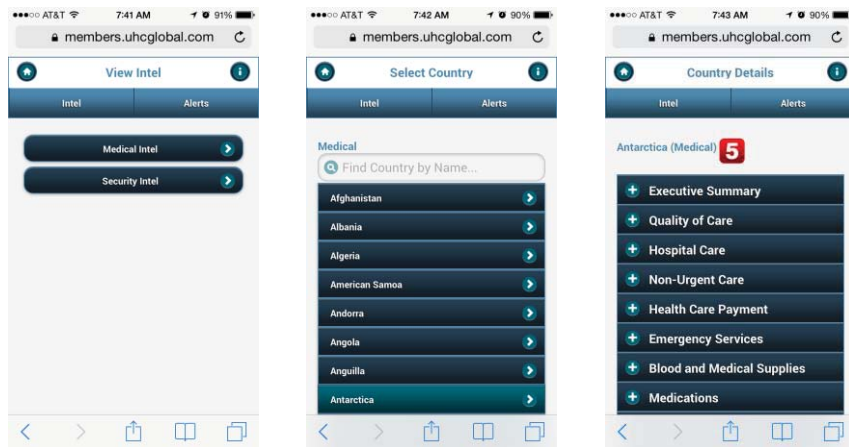 AT&T 7:41 AM 91%
members.uhcglobal.com
View Intel
Intel Alerts
Medical Intel
Security Intel
AT&T 7:42 AM 90%
members.uhcglobal.com
Select Country
Intel Alerts
Medical
Find Country by Name...
Afghanistan
Albania
Algeria
American Samoa
Andorra
Angola
Anguilla
Antarctica
AT&T 7:43 AM 90%
members.uhcglobal.com
Country Details
Intel Alerts
Antarctica (Medical) 5
Executive Summary
Quality of Care
Hospital Care
Non-Urgent Care
Health Care Payment
Emergency Services
Blood and Medical Supplies
Medications